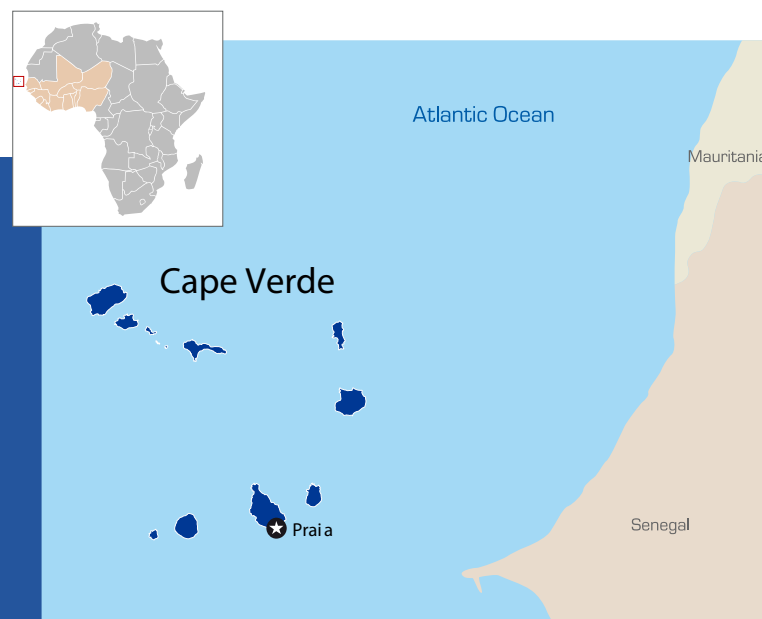 Atlantic Ocean
Mauritania
Cape Verde
Praia
Senegal